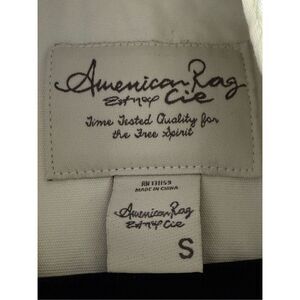 American Rag
Cie
Time Tested Quality for
the Free Spirit
MADE IN CHINA
American Rag
Cie
S